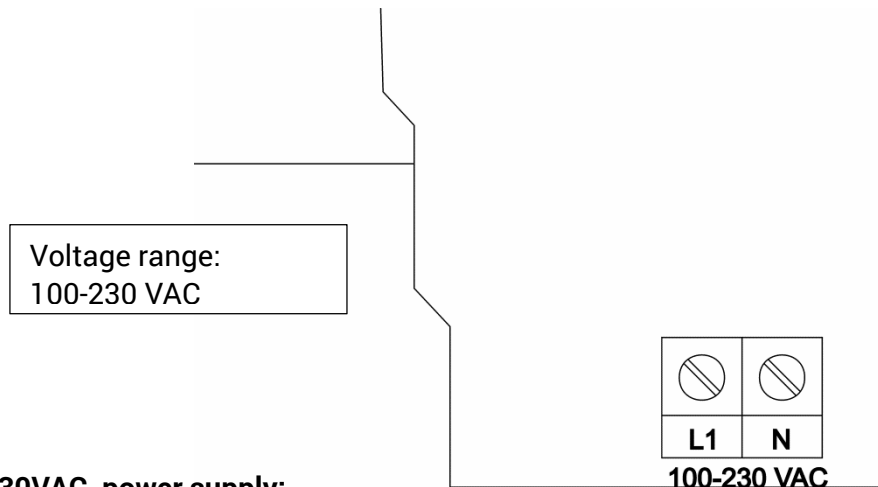 Voltage range:
100-230 VAC
L1 N
100-230 VAC
30VAC power supply: